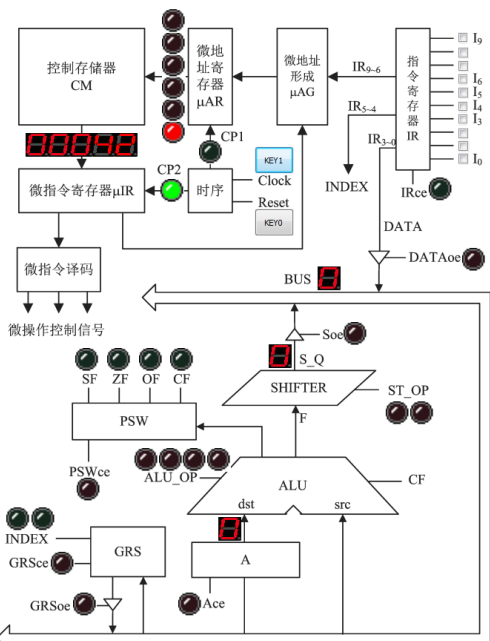 控制存储器
CM
微地
址寄
存器
μAR
微地址
形成
μAG
IR9~6
指
令
寄
存
器
IR
I9
I6
I5
I4
I3
I0
IR5~4
IR3~0
00042
CP1
CP2
KEY1
Clock
时序
Reset
KEY0
微指令寄存器μIR
INDEX
IRce
DATA
微指令译码
DATAoe
BUS 0
微操作控制信号
Soe
0 S_Q
SF ZF OF CF
SHIFTER
ST_OP
PSW
F
PSWce
ALU_OP
ALU
CF
dst src
0
INDEX
GRS
A
GRSce
GRSoe
Ace